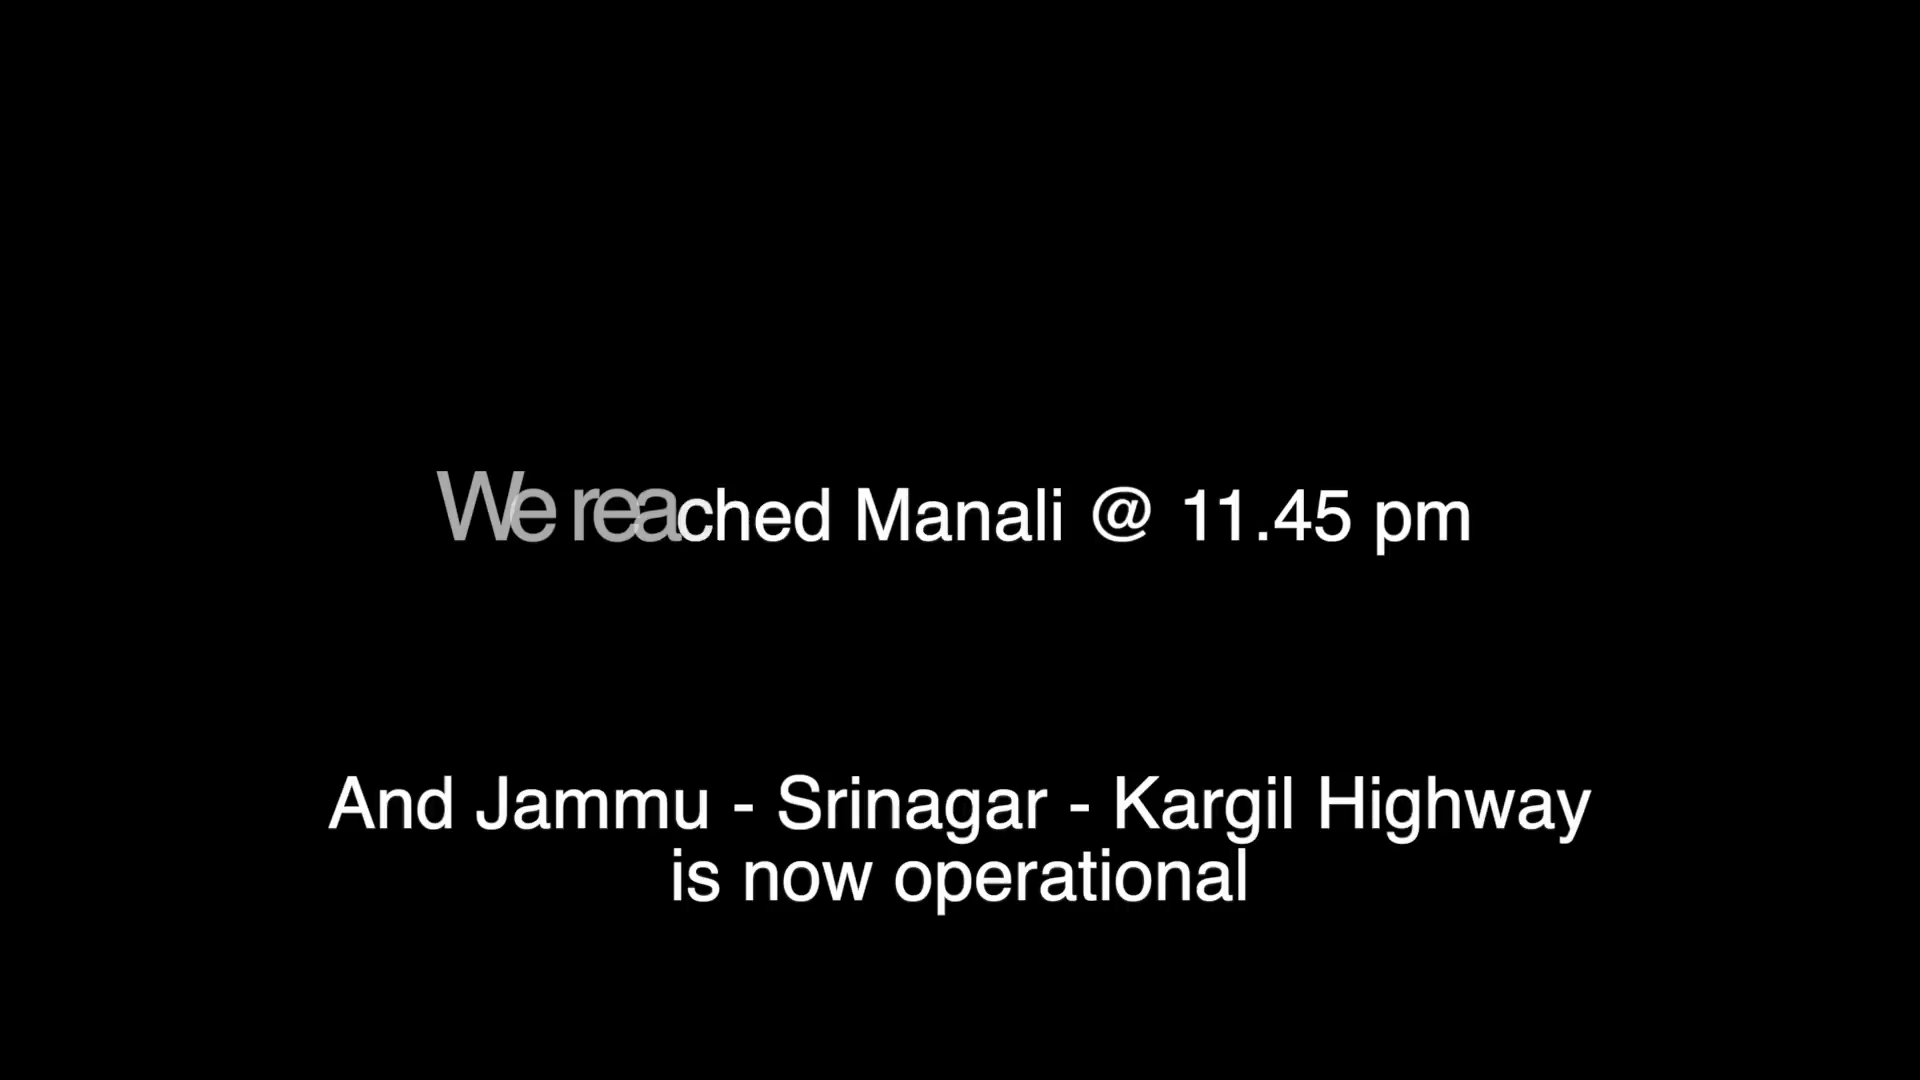 We reached Manali @ 11.45 pm
And Jammu - Srinagar - Kargil Highway
is now operational